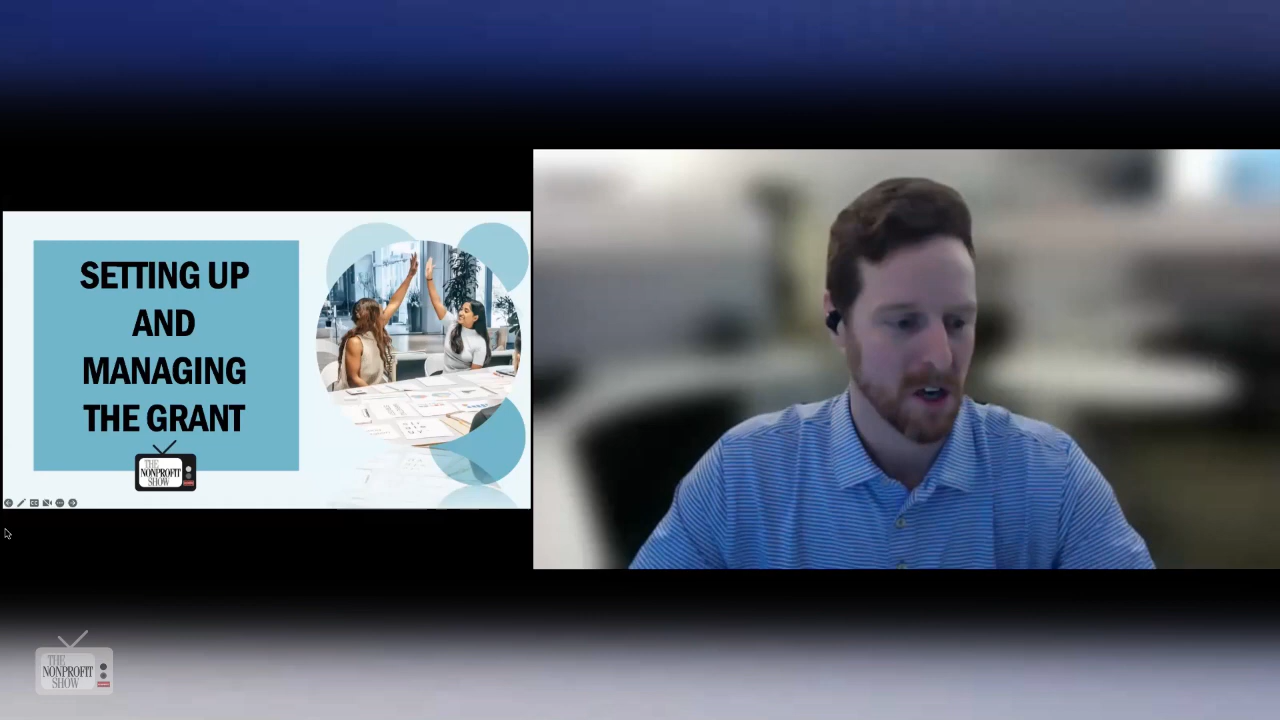 SETTING UP
AND
MANAGING
THE GRANT
THE
NONPROFIT
SHOW
THE
NONPROFIT
SHOW